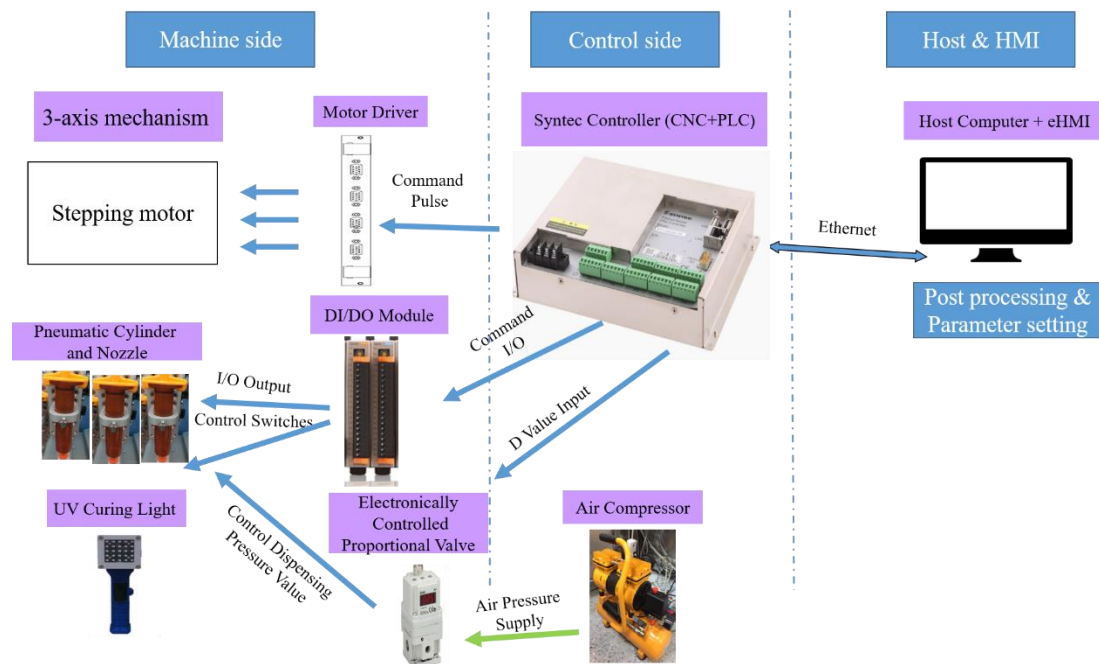 Machine side
Control side
Host & HMI
3-axis mechanism
Motor Driver
Syntec Controller (CNC+PLC)
Host Computer + eHMI
Stepping motor
Command
Pulse
Ethernet
Post processing &
Parameter setting
DI/DO Module
Command
I/O
Pneumatic Cylinder
and Nozzle
I/O Output
Control Switches
D Value Input
UV Curing Light
Control Dispensing
Pressure Value
Electronically
Controlled
Proportional Valve
Air Compressor
Air Pressure
Supply